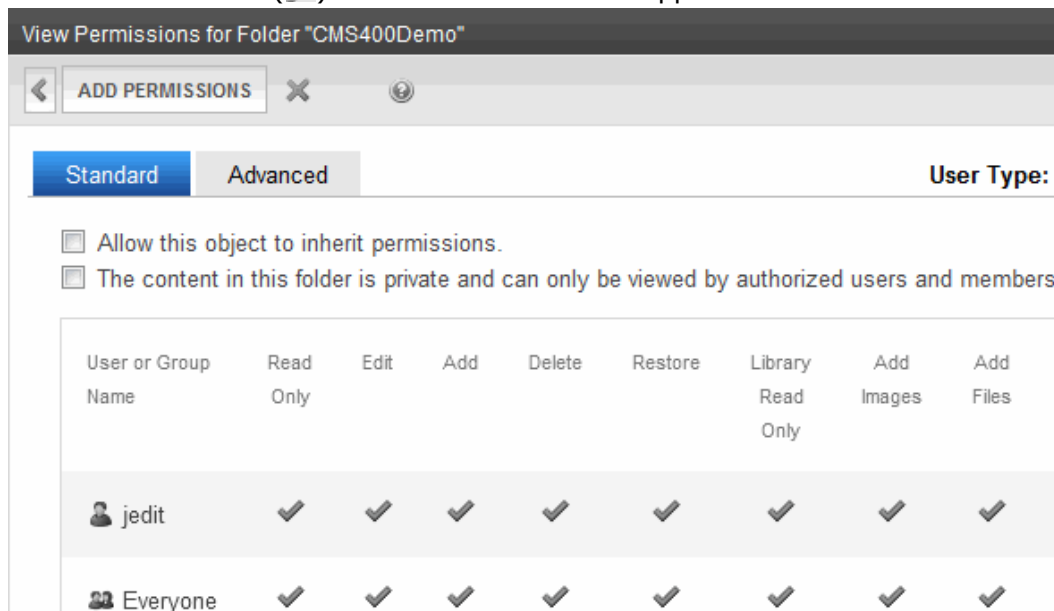 View Permissions for Folder "CMS400Demo"
ADD PERMISSIONS
Standard Advanced User Type:
Allow this object to inherit permissions.
The content in this folder is private and can only be viewed by authorized users and members
User or Group Name Read Only Edit Add Delete Restore Library Read Only Add Images Add Files
jedit
Everyone